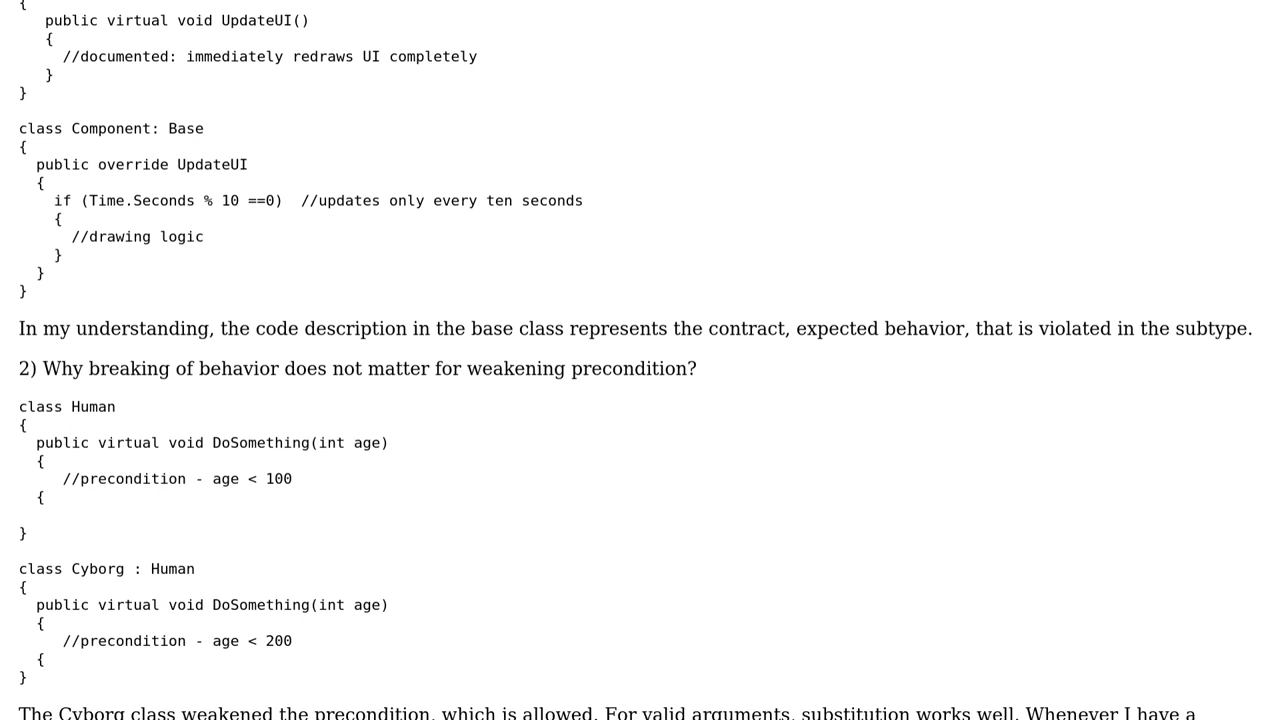 {
   public virtual void UpdateUI()
   {
     //documented: immediately redraws UI completely
   }
}
class Component: Base
{
  public override UpdateUI
  {
    if (Time.Seconds % 10 ==0)  //updates only every ten seconds
    {
      //drawing logic
    }
  }
}
In my understanding, the code description in the base class represents the contract, expected behavior, that is violated in the subtype.
2) Why breaking of behavior does not matter for weakening precondition?
class Human
{
  public virtual void DoSomething(int age)
  {
     //precondition - age < 100
  {
}
class Cyborg : Human
{
  public virtual void DoSomething(int age)
  {
     //precondition - age < 200
  {
}
The Cyborg class weakened the precondition, which is allowed. For valid arguments, substitution works well. Whenever I have a